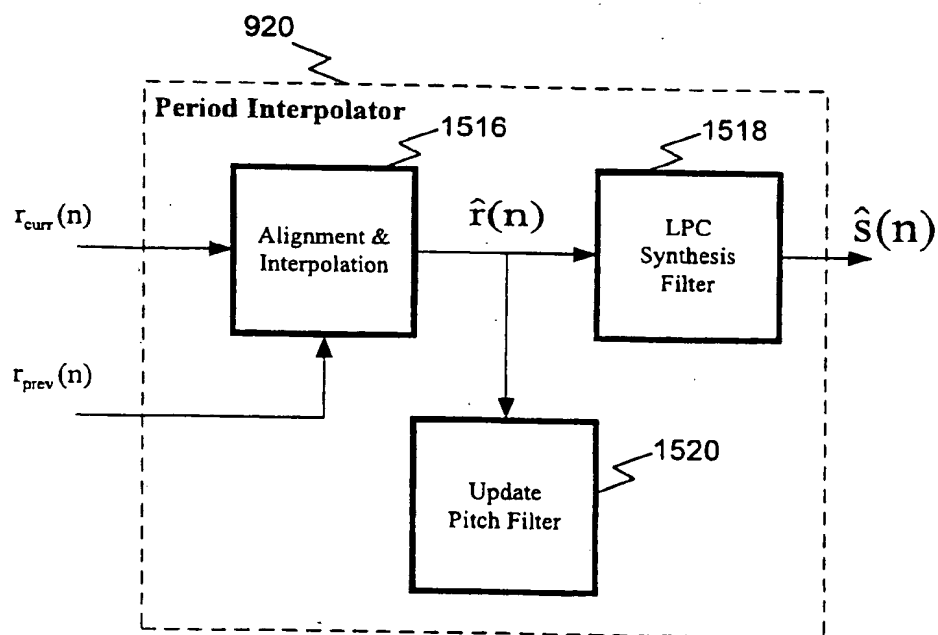 920
Period Interpolator
1516
1518
r_curr(n)
Alignment &
Interpolation
r̂(n)
LPC
Synthesis
Filter
ŝ(n)
r_prev(n)
1520
Update
Pitch Filter